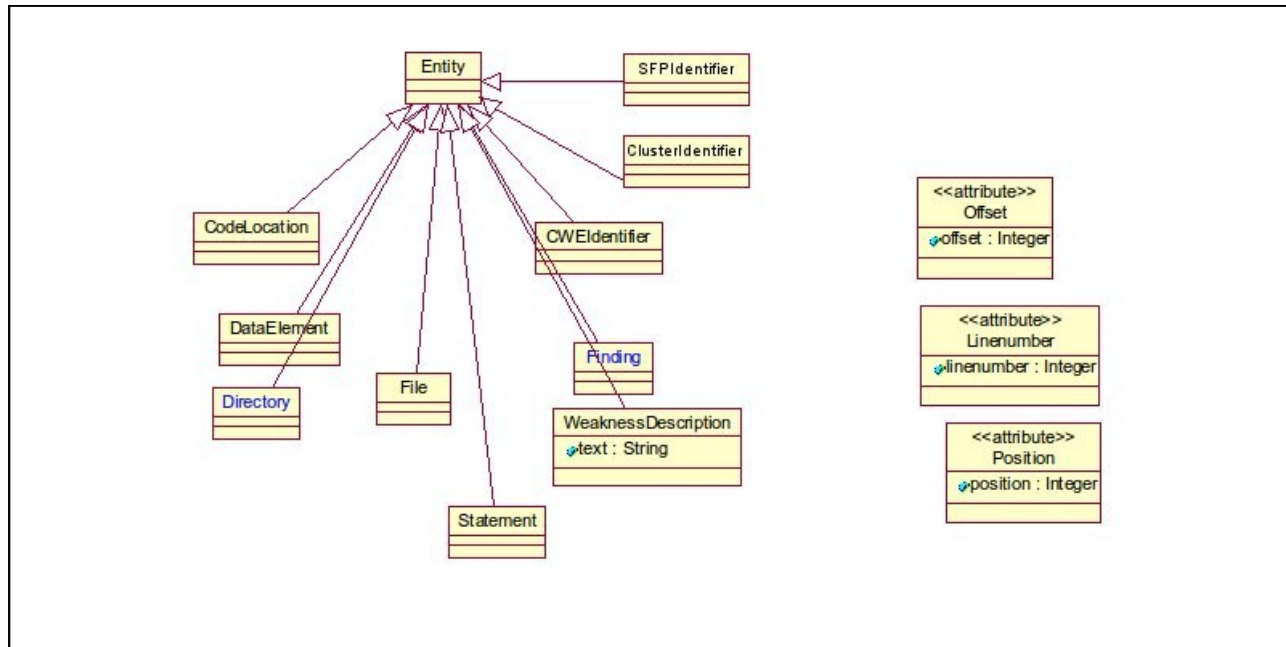 Entity
SFPIdentifier
ClusterIdentifier
<<attribute>>
Offset
offset : Integer
CodeLocation
CWEIdentifier
<<attribute>>
Linenumber
linenumber : Integer
DataElement
Finding
Directory
File
WeaknessDescription
text : String
<<attribute>>
Position
position : Integer
Statement